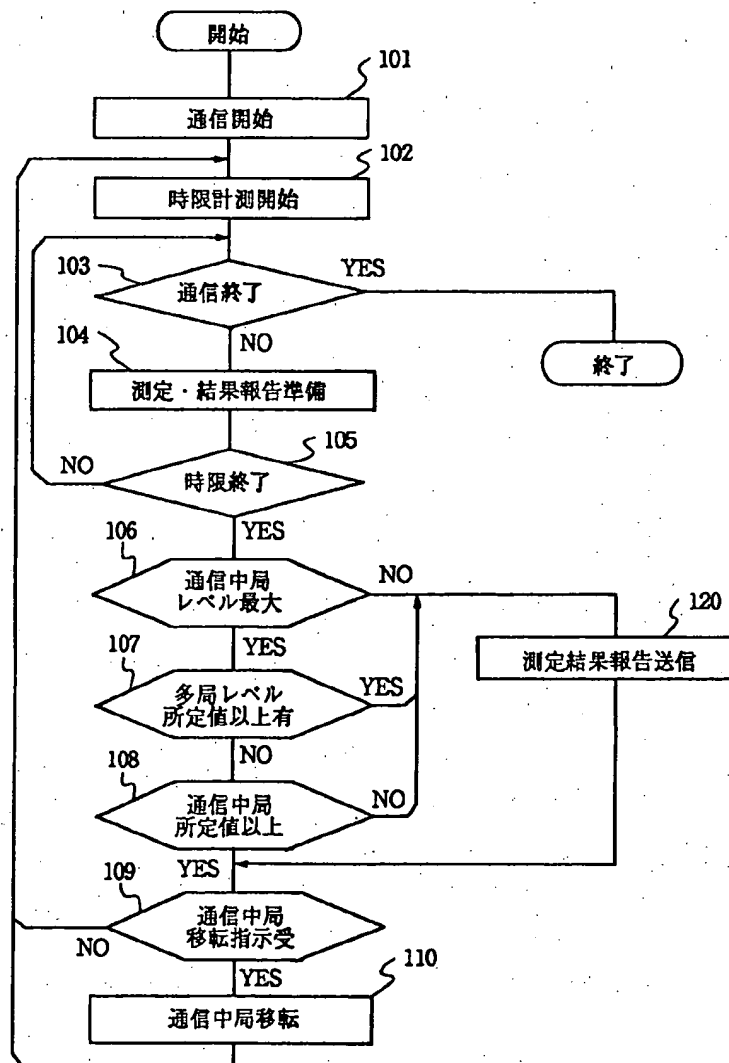 開始
101
通信開始
102
時限計測開始
103
通信終了
YES
NO
終了
104
測定・結果報告準備
105
時限終了
NO
YES
106
通信中局
レベル最大
NO
YES
120
測定結果報告送信
107
多局レベル
所定値以上有
YES
NO
108
通信中局
所定値以上
NO
YES
109
通信中局
移転指示受
NO
YES
110
通信中局移転